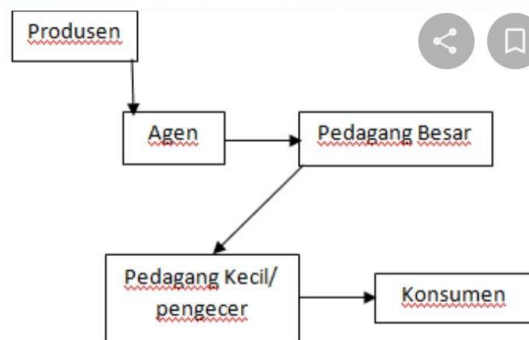 Produsen
Agen
Pedagang Besar
Pedagang Kecil/
pengecer
Konsumen